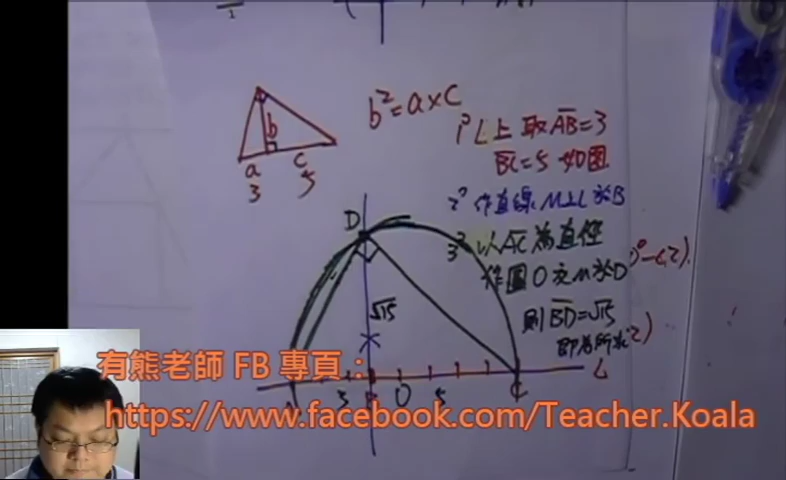 b²=a×c
1° L上取AB=3
BC=5 如圖
b
a
c
3
5
2° 作直線M⊥L於B
3° 以AC為直徑
作圓O交M於D
則BD=√15
即為所求
D
√15
有熊老師 FB 專頁：
https://www.facebook.com/Teacher.Koala
3
B
O
5
C
L